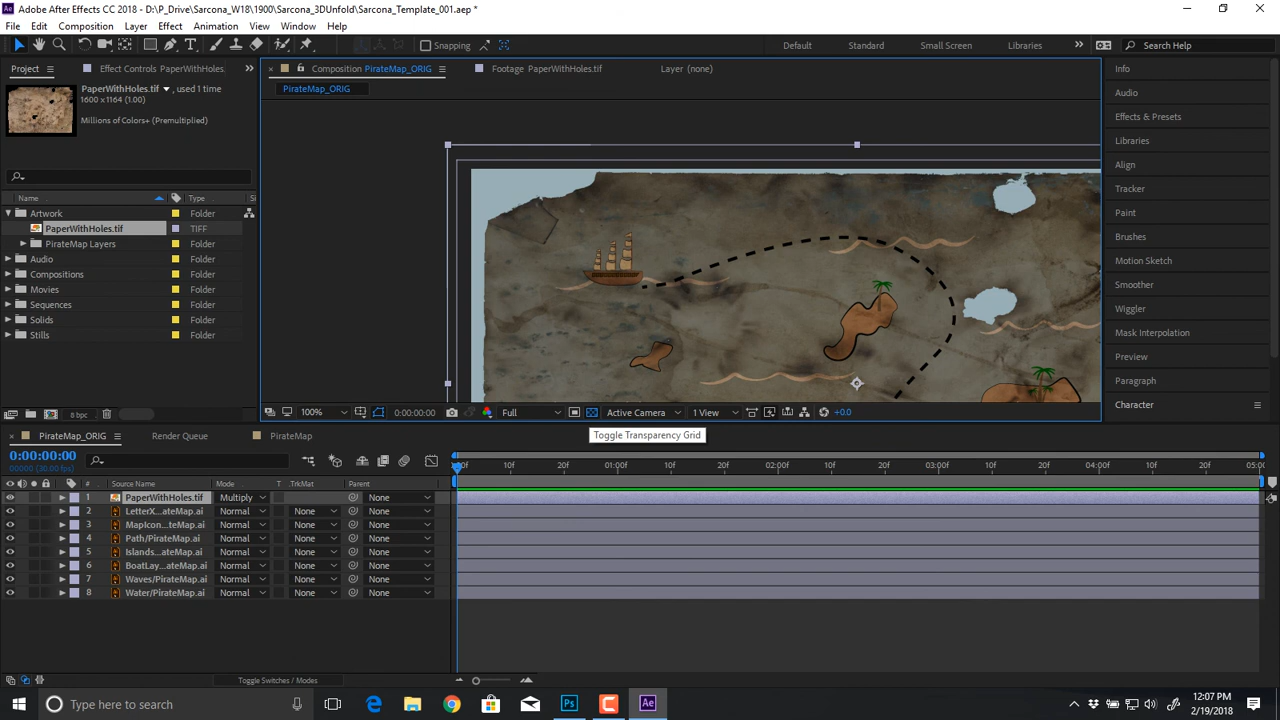 Adobe After Effects CC 2018 - D:\P_Drive\Sarcona_W18\1900\Sarcona_3DUnfold\Sarcona_Template_001.aep *
File Edit Composition Layer Effect Animation View Window Help
Snapping Default Standard Small Screen Libraries Search Help
Project Effect Controls PaperWithHoles. Composition PirateMap_ORIG Footage PaperWithHoles.tif Layer (none) Info
PaperWithHoles.tif , used 1 time PirateMap_ORIG
1600 x 1164 (1.00) Audio
Millions of Colors+ (Premultiplied) Effects & Presets
Libraries
Align
Name Type Si Tracker
Artwork Folder Paint
PaperWithHoles.tif TIFF
PirateMap Layers Folder Brushes
Audio Folder Motion Sketch
Compositions Folder
Movies Folder Smoother
Sequences Folder Wiggler
Solids Folder
Stills Folder Mask Interpolation
Preview
Paragraph
8 bpc 100% 0:00:00:00 Full Active Camera 1 View +0.0 Character
PirateMap_ORIG Render Queue PirateMap Toggle Transparency Grid
0:00:00:00
00000 (30.00 fps) 00f 10f 20f 01:00f 10f 20f 02:00f 10f 20f 03:00f 10f 20f 04:00f 10f 20f 05:00
# Source Name Mode T .TrkMat Parent
1 PaperWithHoles.tif Multiply None
2 LetterX...ateMap.ai Normal None None
3 MapIcon...teMap.ai Normal None None
4 Path/PirateMap.ai Normal None None
5 Islands...ateMap.ai Normal None None
6 BoatLay...ateMap.ai Normal None None
7 Waves/PirateMap.ai Normal None None
8 Water/PirateMap.ai Normal None None
Toggle Switches / Modes
Type here to search Ps Ae 12:07 PM
2/19/2018